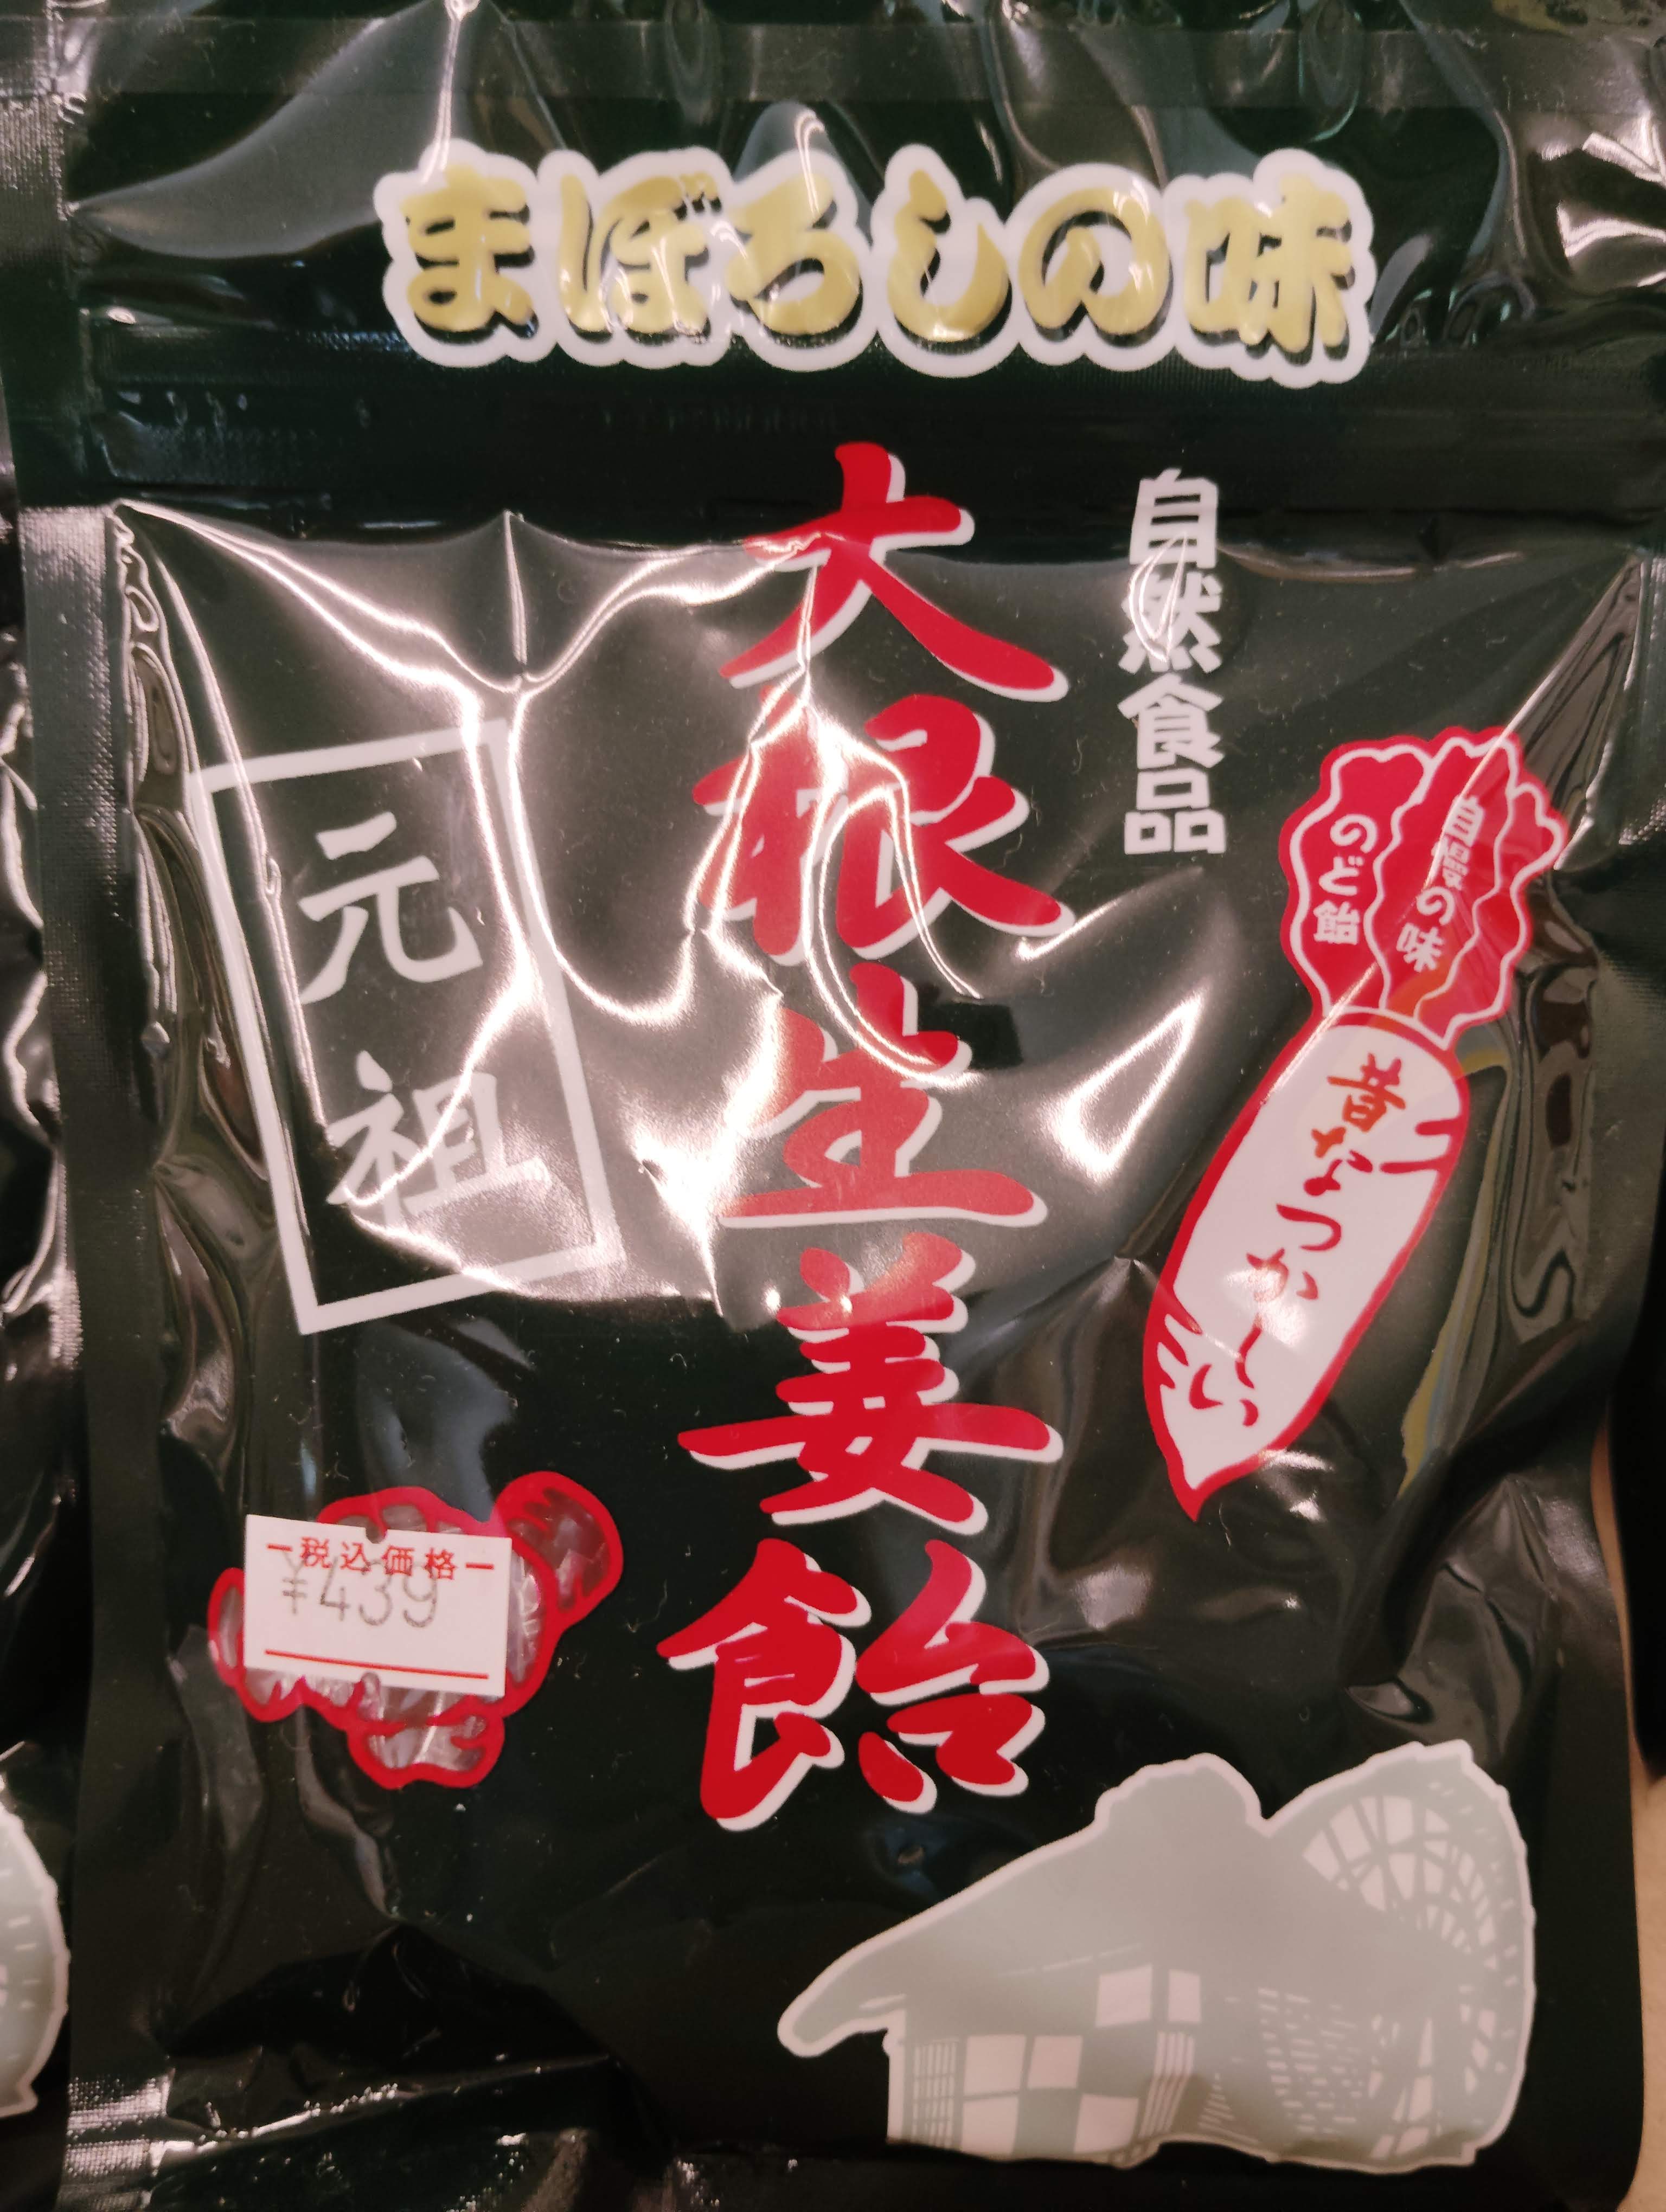 まぼろしの味
自然食品
大根生姜飴
元祖
自慢の味
のど飴
昔なつか〜しい
税込価格
¥439